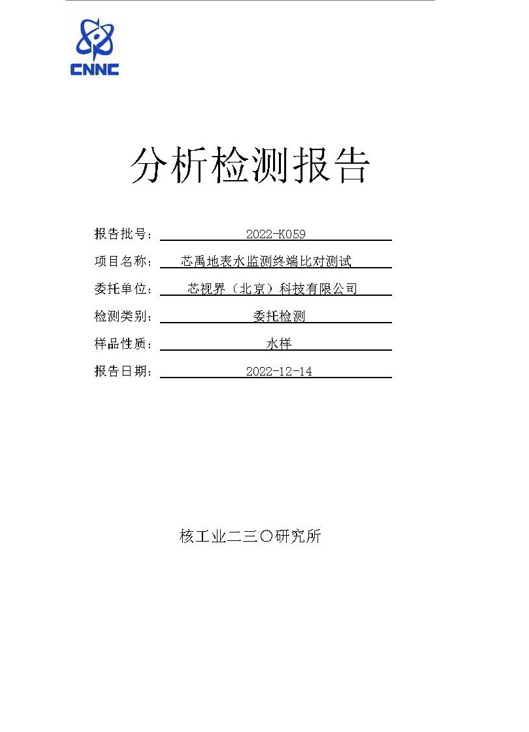 CNNC
分析检测报告
报告批号: 2022-K059
项目名称: 芯禹地表水监测终端比对测试
委托单位: 芯视界（北京）科技有限公司
检测类别: 委托检测
样品性质: 水样
报告日期: 2022-12-14
核工业二三〇研究所